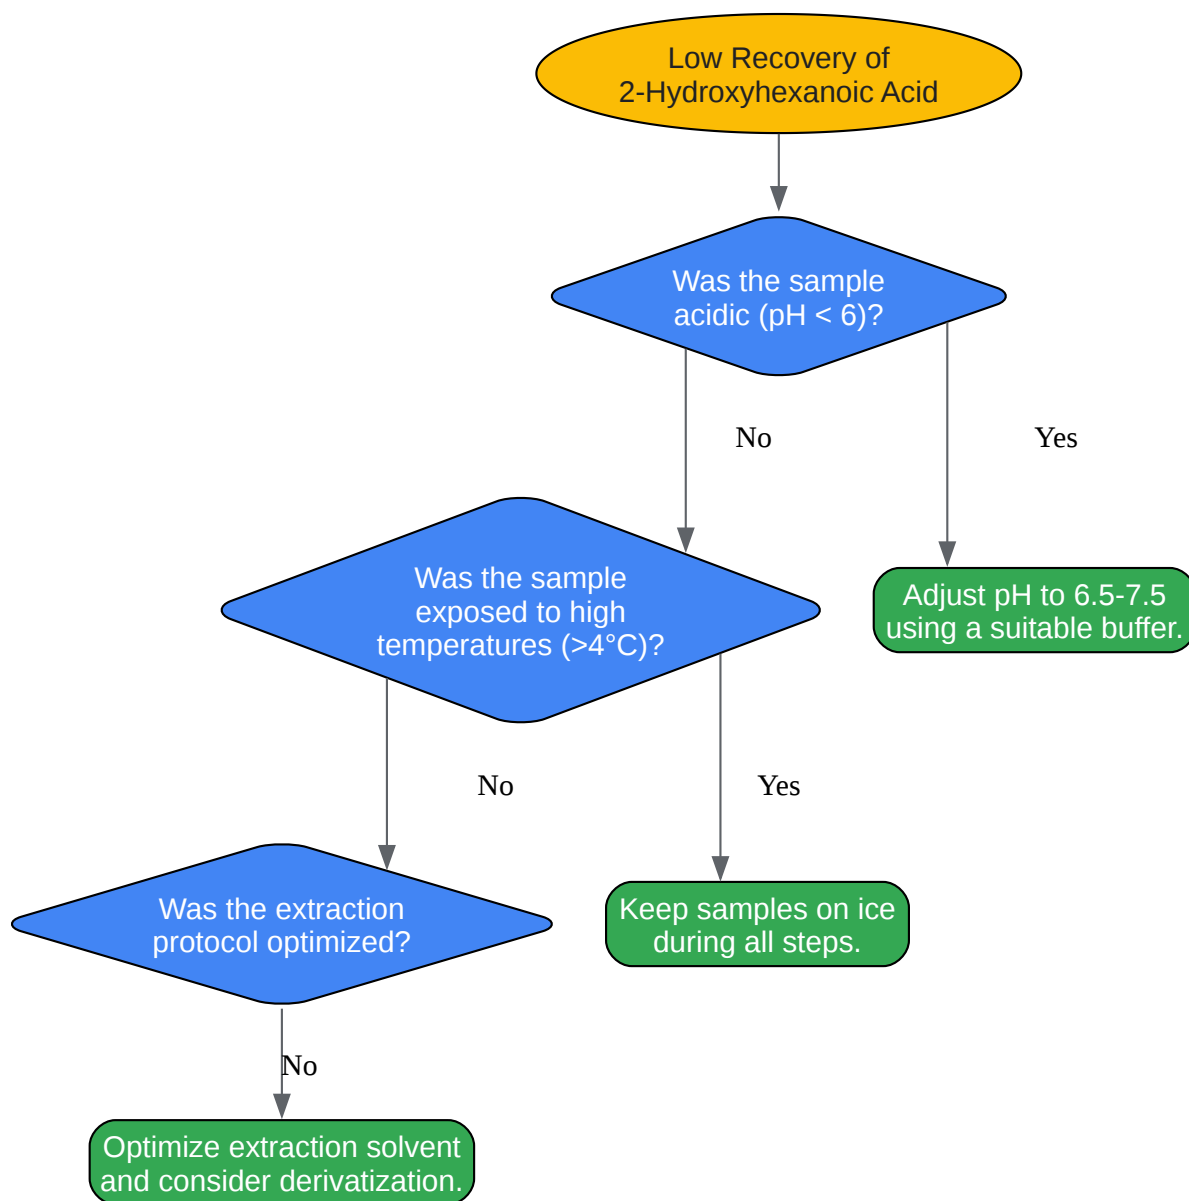 Low Recovery of
2-Hydroxyhexanoic Acid
Was the sample
acidic (pH < 6)?
No
Yes
Was the sample
exposed to high
temperatures (>4°C)?
Adjust pH to 6.5-7.5
using a suitable buffer.
No
Yes
Was the extraction
protocol optimized?
Keep samples on ice
during all steps.
No
Optimize extraction solvent
and consider derivatization.